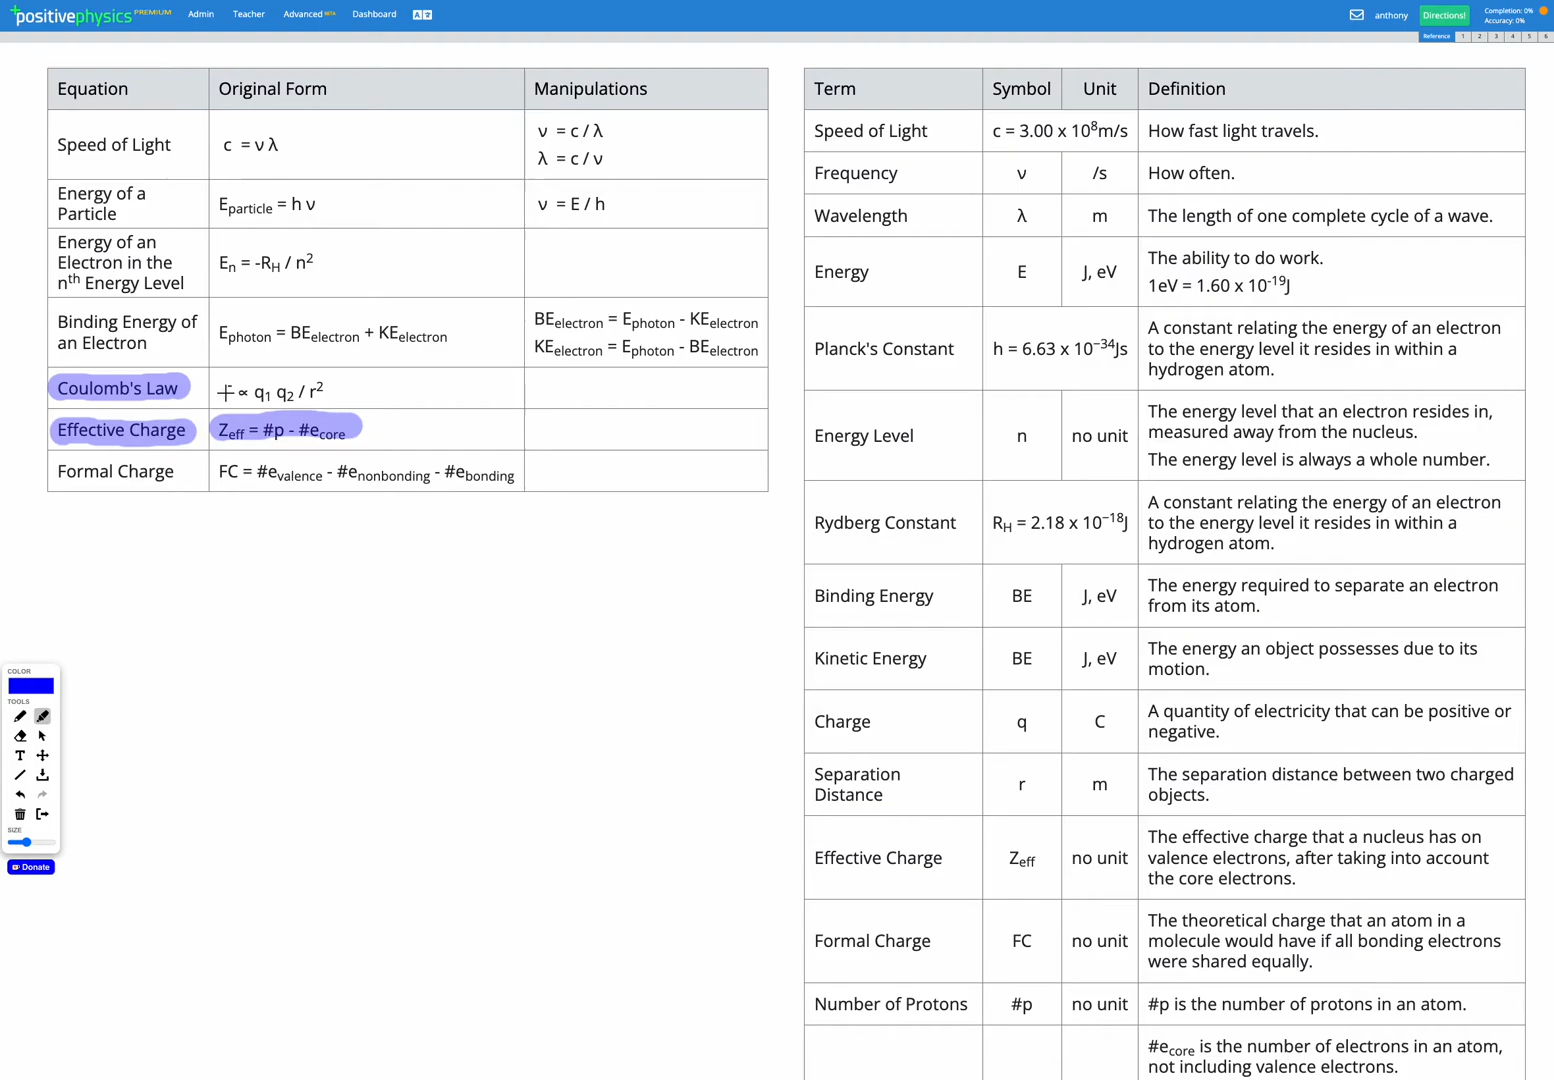 positivephysics PREMIUM Admin Teacher Advanced BETA Dashboard anthony Directions! Completion: 0%
Accuracy: 0%
Reference 1 2 3 4 5 6
Equation Original Form Manipulations
Speed of Light c = ν λ ν = c / λ
λ = c / ν
Energy of a
Particle
Eparticle = h ν ν = E / h
Energy of an
Electron in the
nth Energy Level
En = -RH / n2
Binding Energy of
an Electron
Ephoton = BEelectron + KEelectron
BEelectron = Ephoton - KEelectron
KEelectron = Ephoton - BEelectron
Coulomb's Law ∝ q1 q2 / r2
Effective Charge Zeff = #p - #ecore
Formal Charge FC = #evalence - #enonbonding - #ebonding
Term Symbol Unit Definition
Speed of Light c = 3.00 x 108m/s How fast light travels.
Frequency ν /s How often.
Wavelength λ m The length of one complete cycle of a wave.
Energy E J, eV The ability to do work.
1eV = 1.60 x 10-19J
Planck's Constant h = 6.63 x 10−34Js A constant relating the energy of an electron
to the energy level it resides in within a
hydrogen atom.
Energy Level n no unit The energy level that an electron resides in,
measured away from the nucleus.
The energy level is always a whole number.
Rydberg Constant RH = 2.18 x 10−18J A constant relating the energy of an electron
to the energy level it resides in within a
hydrogen atom.
Binding Energy BE J, eV The energy required to separate an electron
from its atom.
Kinetic Energy BE J, eV The energy an object possesses due to its
motion.
Charge q C A quantity of electricity that can be positive or
negative.
Separation
Distance
r m The separation distance between two charged
objects.
Effective Charge Zeff no unit The effective charge that a nucleus has on
valence electrons, after taking into account
the core electrons.
Formal Charge FC no unit The theoretical charge that an atom in a
molecule would have if all bonding electrons
were shared equally.
Number of Protons #p no unit #p is the number of protons in an atom.
#ecore is the number of electrons in an atom,
not including valence electrons.
COLOR
TOOLS
T
SIZE
Donate